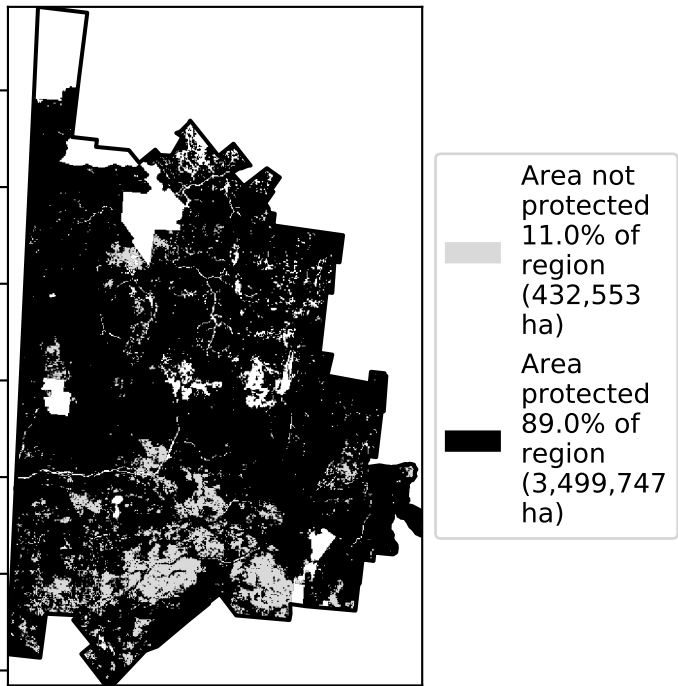 Area not
protected
11.0% of
region
(432,553
ha)
Area
protected
89.0% of
region
(3,499,747
ha)